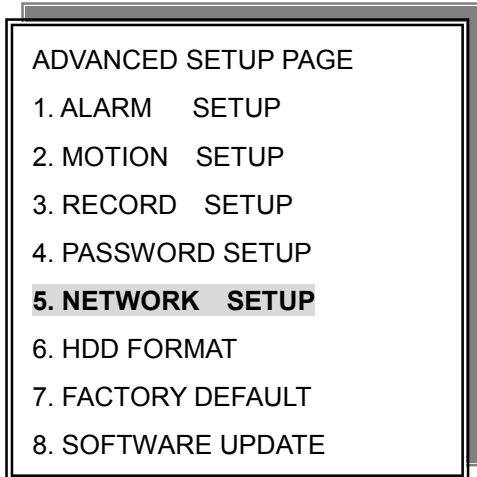 ADVANCED SETUP PAGE
1. ALARM SETUP
2. MOTION SETUP
3. RECORD SETUP
4. PASSWORD SETUP
5. NETWORK SETUP
6. HDD FORMAT
7. FACTORY DEFAULT
8. SOFTWARE UPDATE